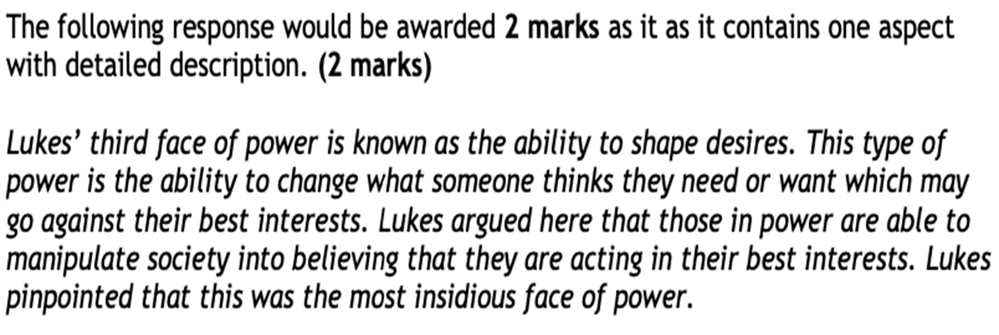 The following response would be awarded 2 marks as it as it contains one aspect
with detailed description. (2 marks)
Lukes’ third face of power is known as the ability to shape desires. This type of
power is the ability to change what someone thinks they need or want which may
go against their best interests. Lukes argued here that those in power are able to
manipulate society into believing that they are acting in their best interests. Lukes
pinpointed that this was the most insidious face of power.